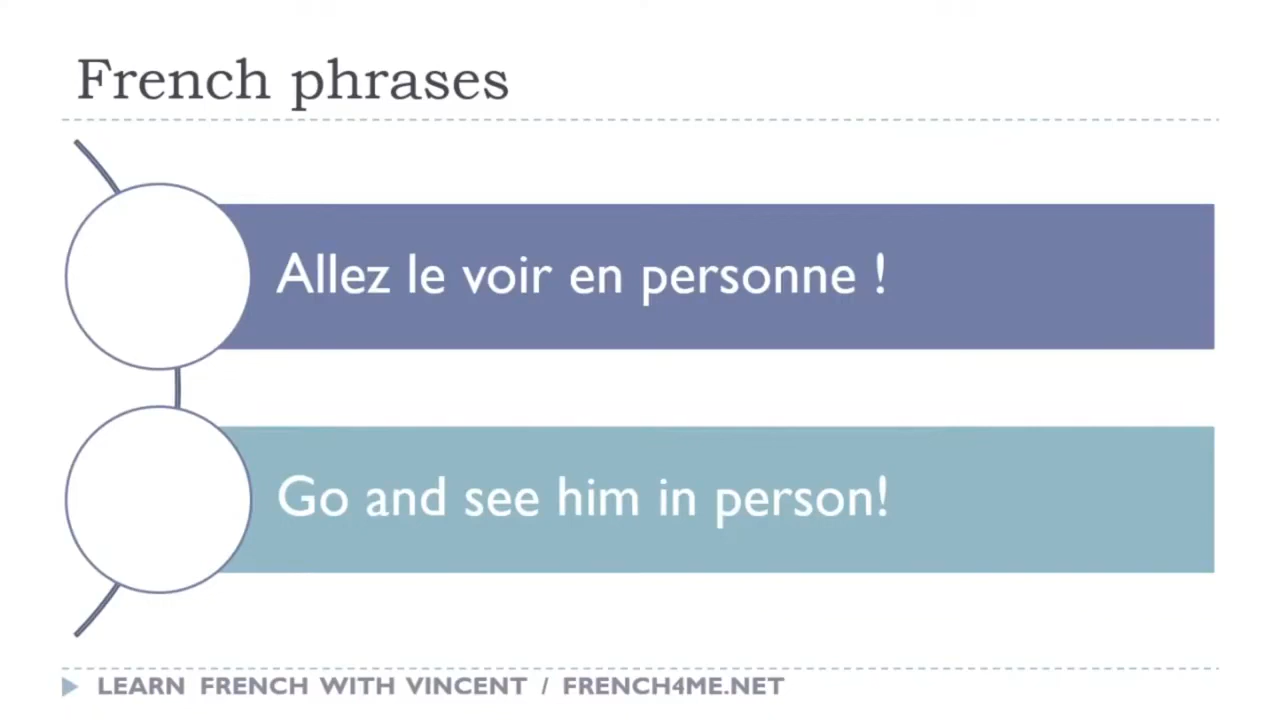 French phrases
Allez le voir en personne !
Go and see him in person!
LEARN FRENCH WITH VINCENT / FRENCH4ME.NET